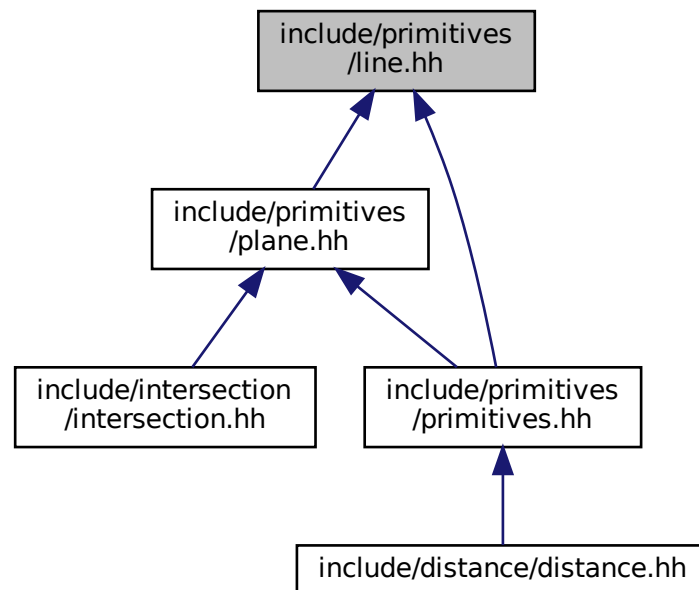 include/primitives
/line.hh
include/primitives
/plane.hh
include/intersection
/intersection.hh
include/primitives
/primitives.hh
include/distance/distance.hh